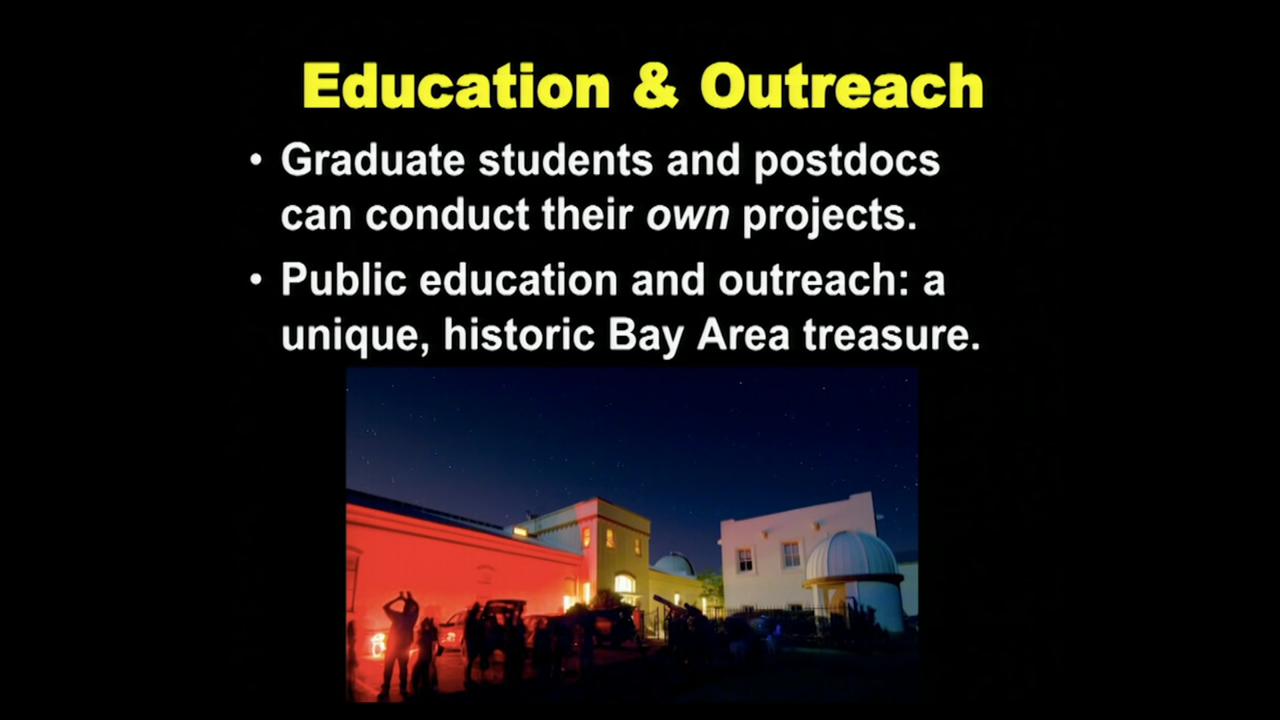 Education & Outreach
• Graduate students and postdocs
can conduct their own projects.
• Public education and outreach: a
unique, historic Bay Area treasure.